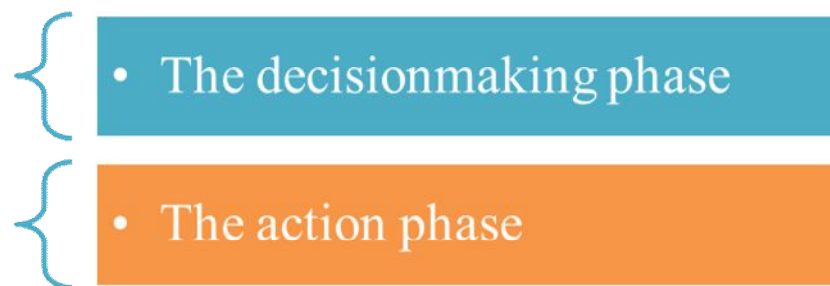 • The decisionmaking phase
• The action phase